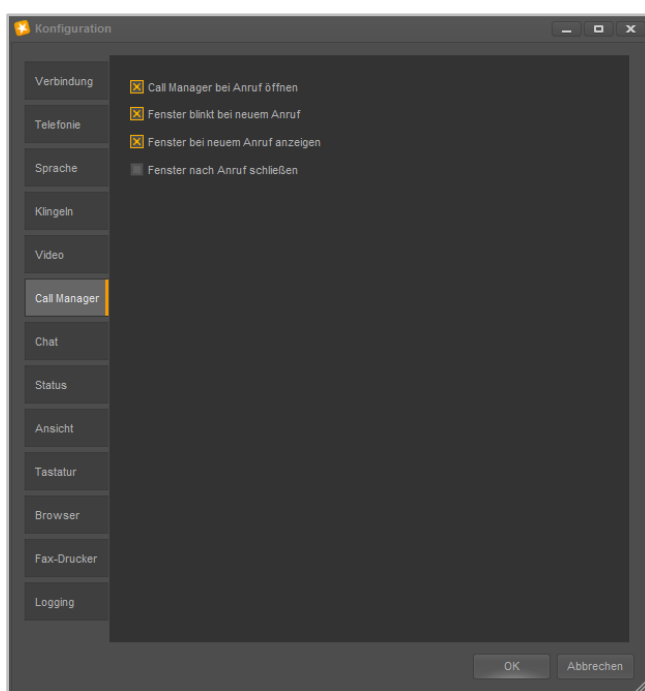 Konfiguration
Verbindung
Telefonie
Sprache
Klingeln
Video
Call Manager
Chat
Status
Ansicht
Tastatur
Browser
Fax-Drucker
Logging
Call Manager bei Anruf öffnen
Fenster blinkt bei neuem Anruf
Fenster bei neuem Anruf anzeigen
Fenster nach Anruf schließen
OK
Abbrechen